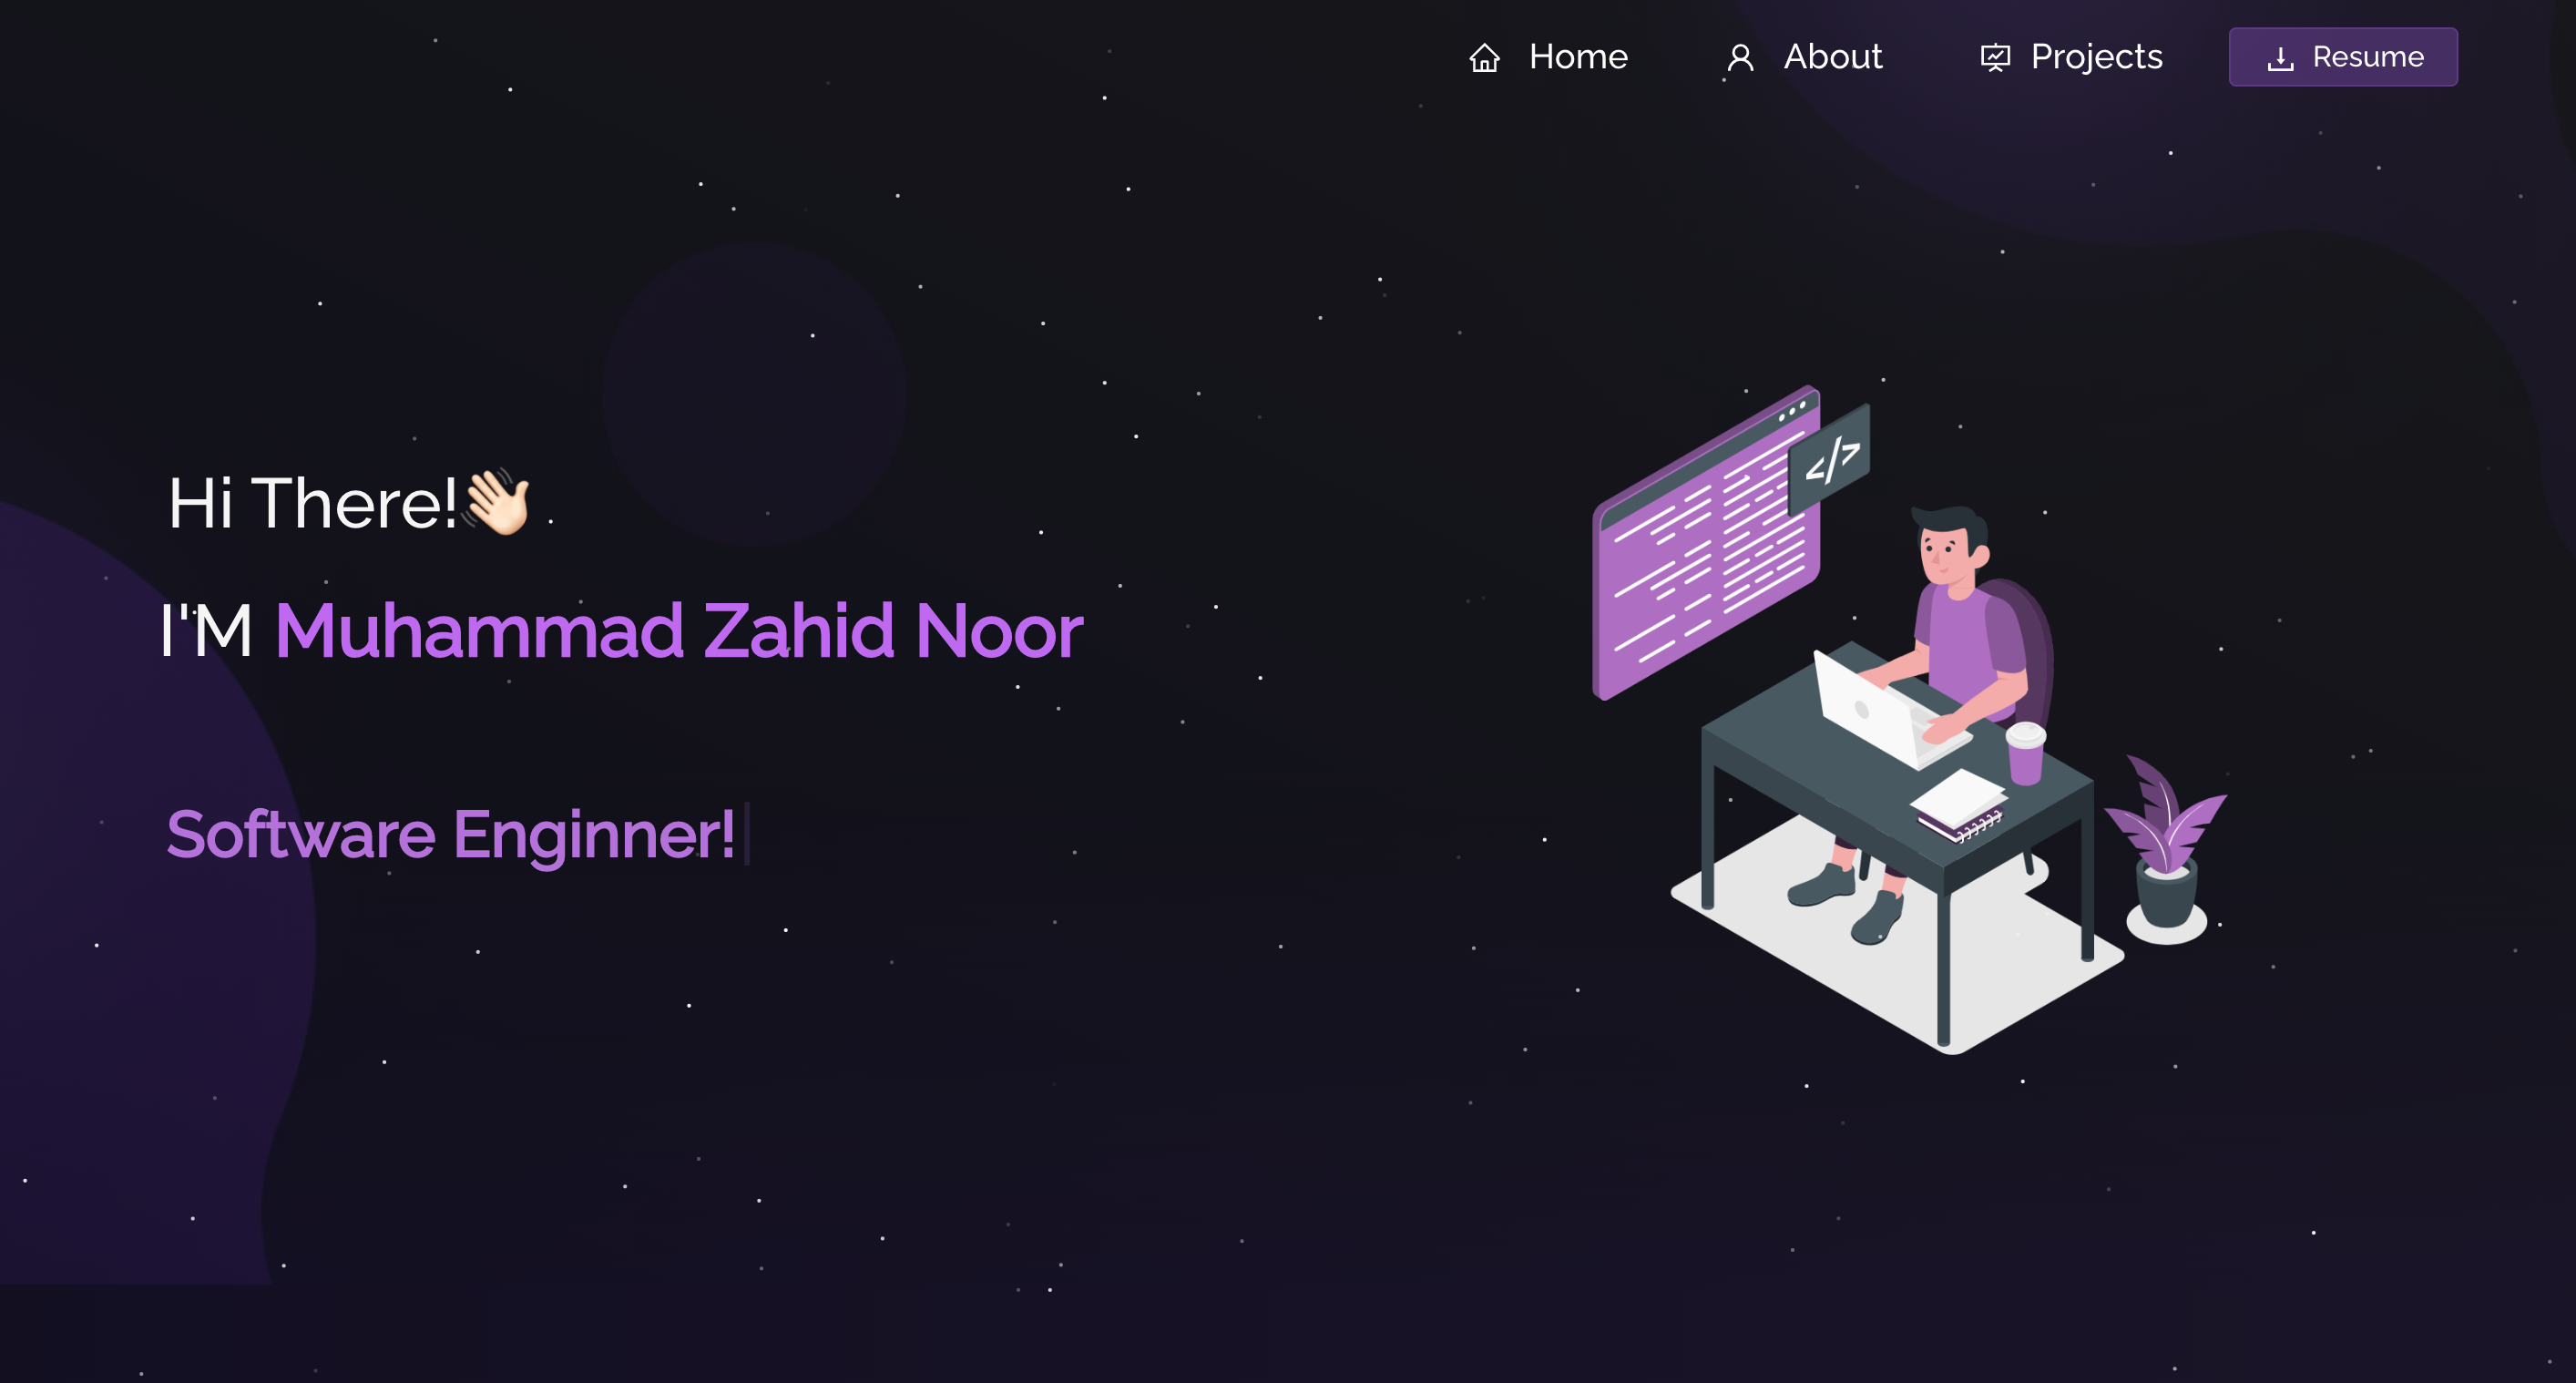 Home About Projects Resume
</>
Hi There!👋🏻
I'M Muhammad Zahid Noor
Software Enginner!